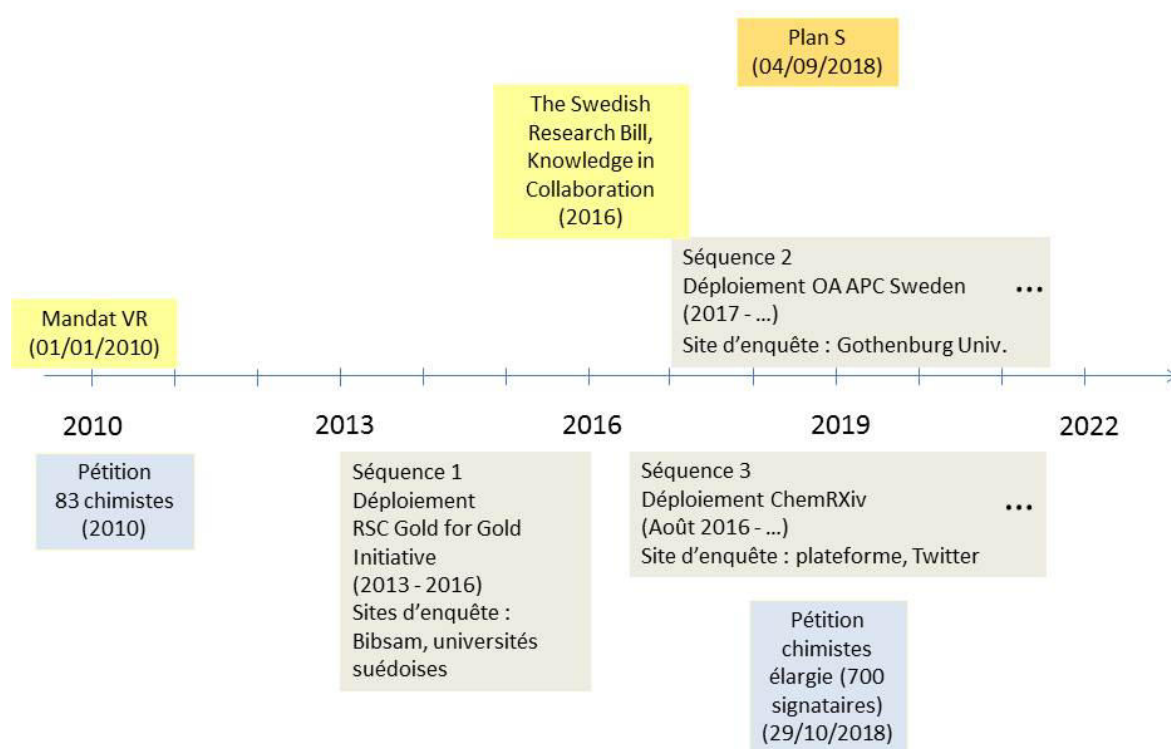 Plan S
(04/09/2018)
The Swedish
Research Bill,
Knowledge in
Collaboration
(2016)
Séquence 2
Déploiement OA APC Sweden
(2017 - ...)
Site d'enquête : Gothenburg Univ.
...
Mandat VR
(01/01/2010)
2010
2013
2016
2019
2022
Pétition
83 chimistes
(2010)
Séquence 1
Déploiement
RSC Gold for Gold
Initiative
(2013 - 2016)
Sites d'enquête :
Bibsam, universités
suédoises
Séquence 3
Déploiement ChemRXiv
(Août 2016 - ...)
Site d'enquête : plateforme, Twitter
...
Pétition
chimistes
élargie (700
signataires)
(29/10/2018)